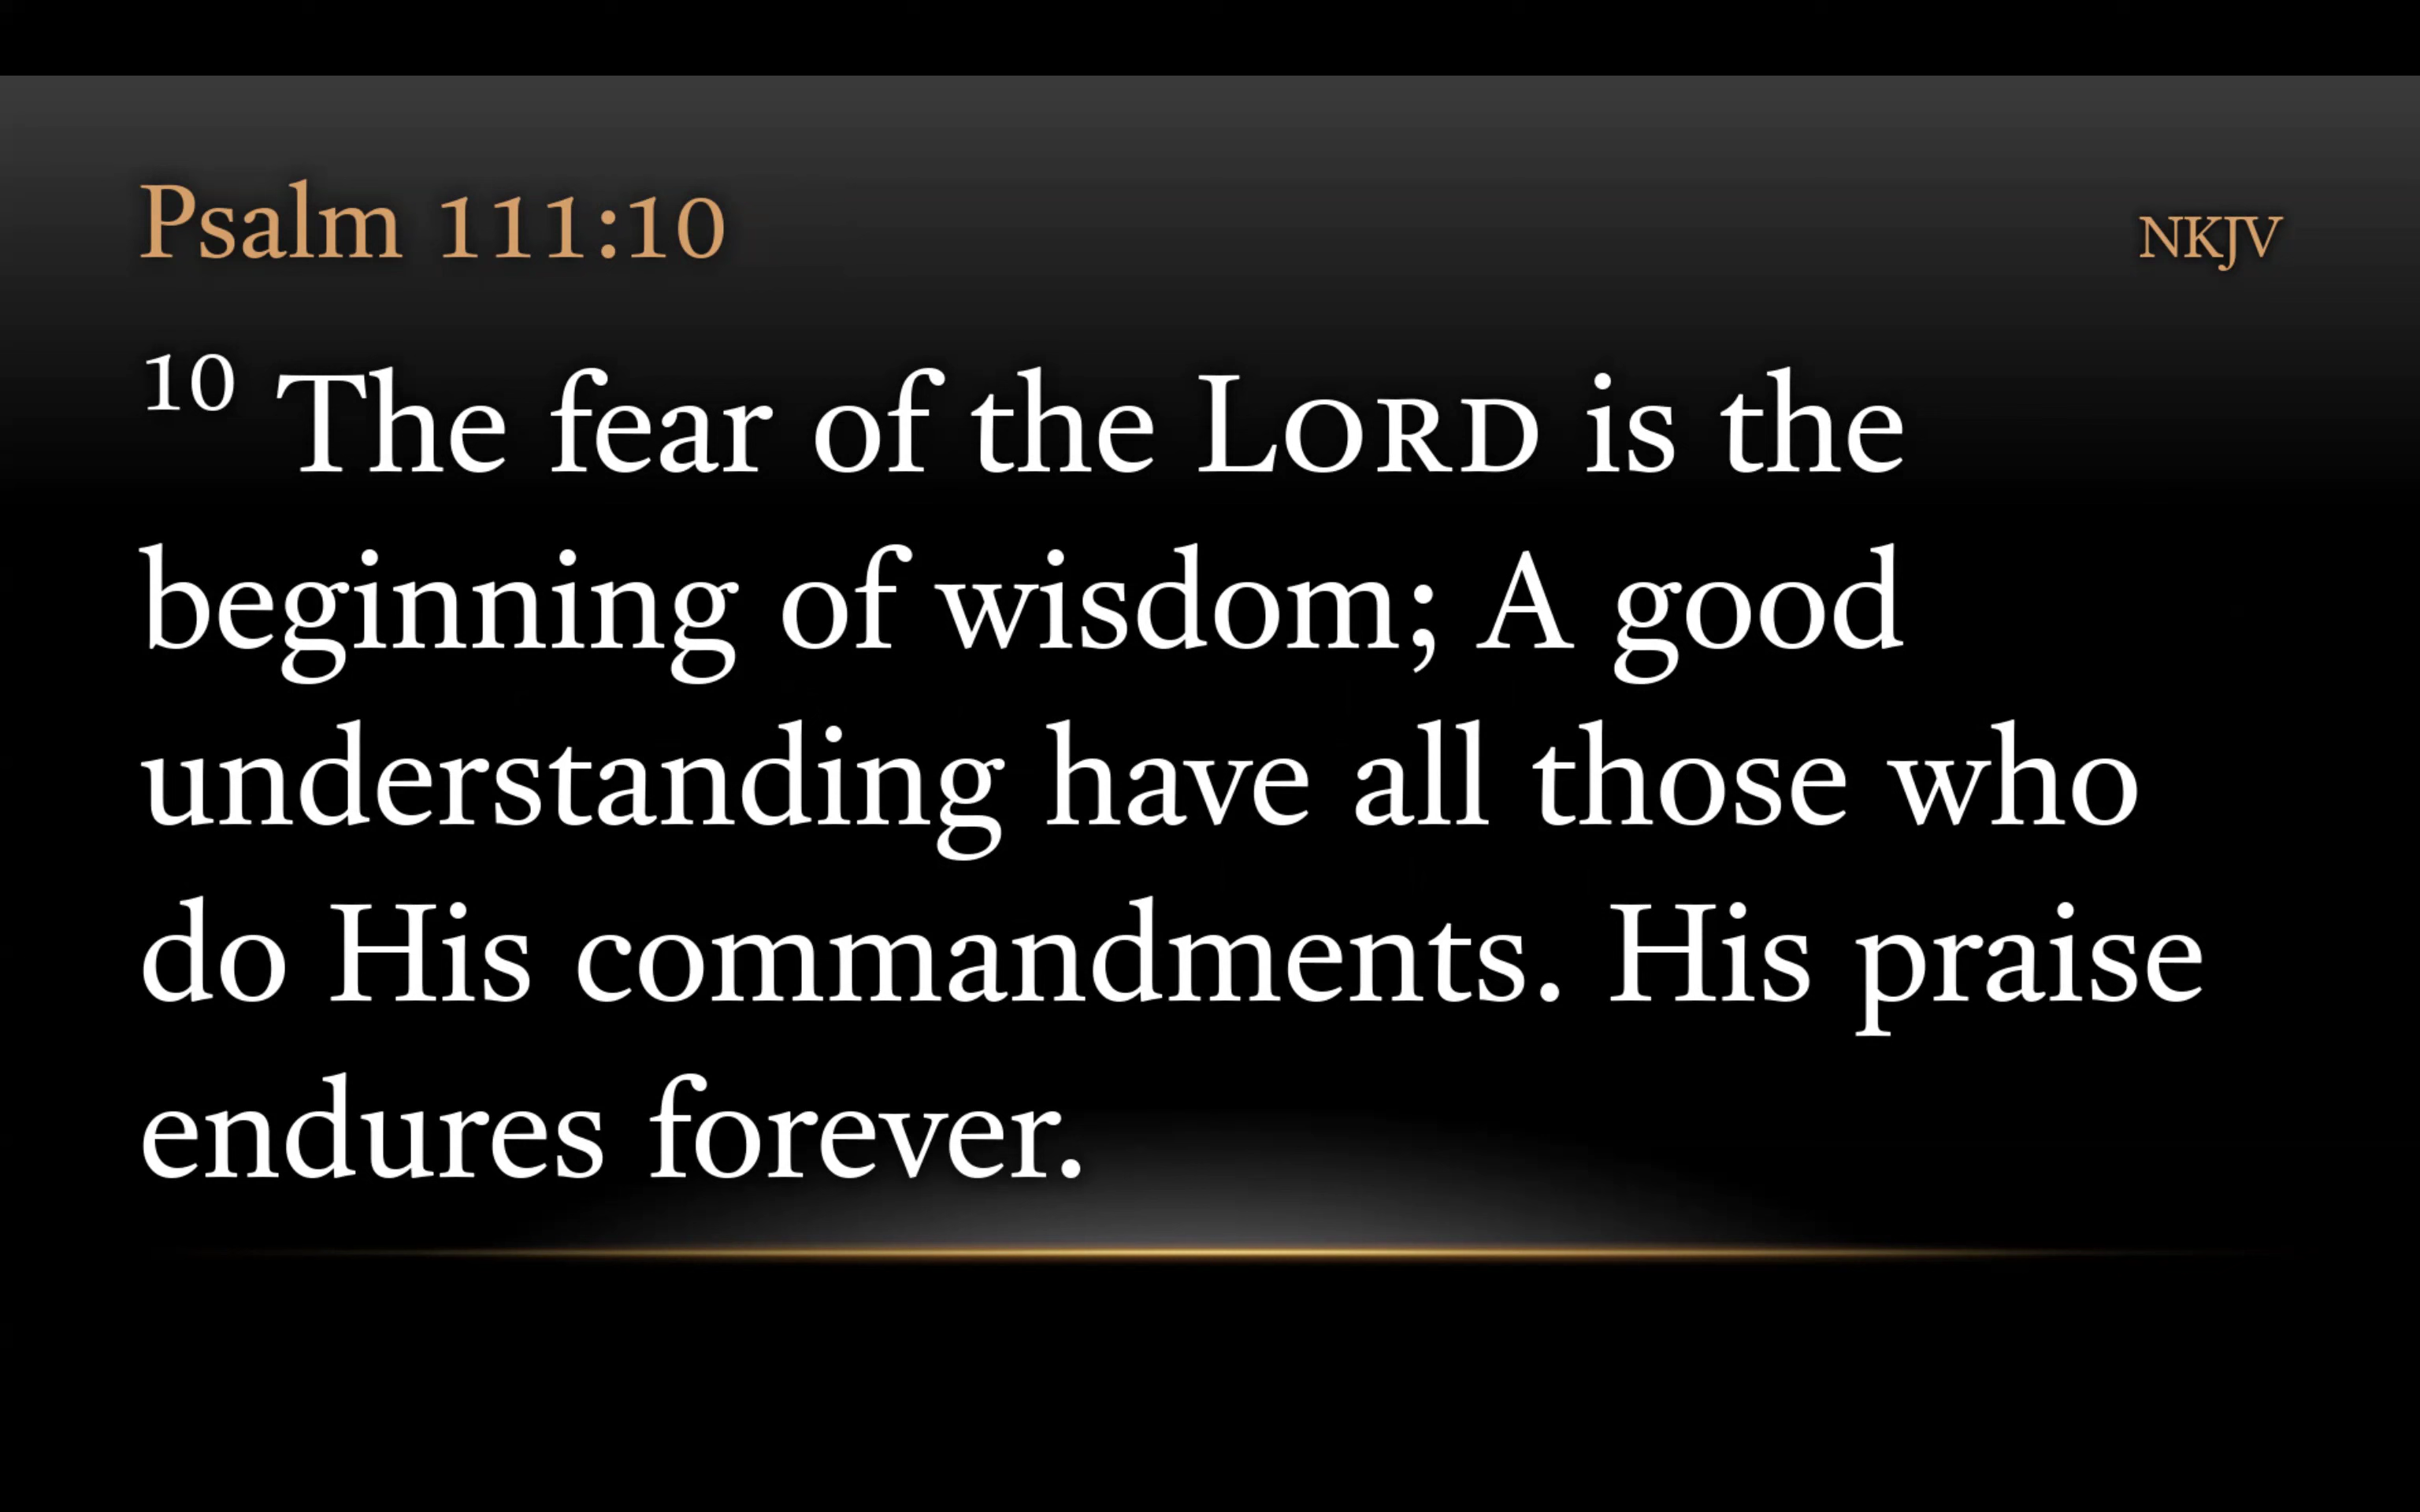 Psalm 111:10
NKJV
10 The fear of the LORD is the
beginning of wisdom; A good
understanding have all those who
do His commandments. His praise
endures forever.